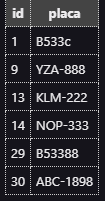 id placa
1 B533c
9 YZA-888
13 KLM-222
14 NOP-333
29 B53388
30 ABC-1898